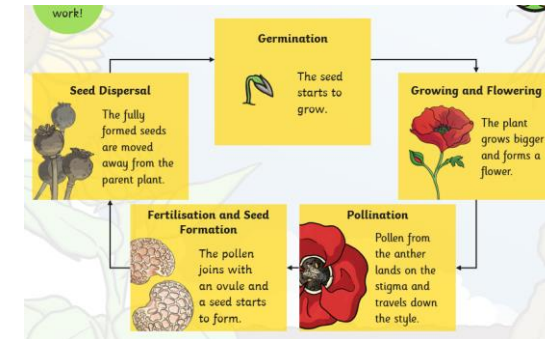 work!
Germination
The seed
starts to
grow.
Growing and Flowering
The plant
grows bigger
and forms a
flower.
Pollination
Pollen from
the anther
lands on the
stigma and
travels down
the style.
Fertilisation and Seed
Formation
The pollen
joins with
an ovule and
a seed starts
to form.
Seed Dispersal
The fully
formed seeds
are moved
away from the
parent plant.